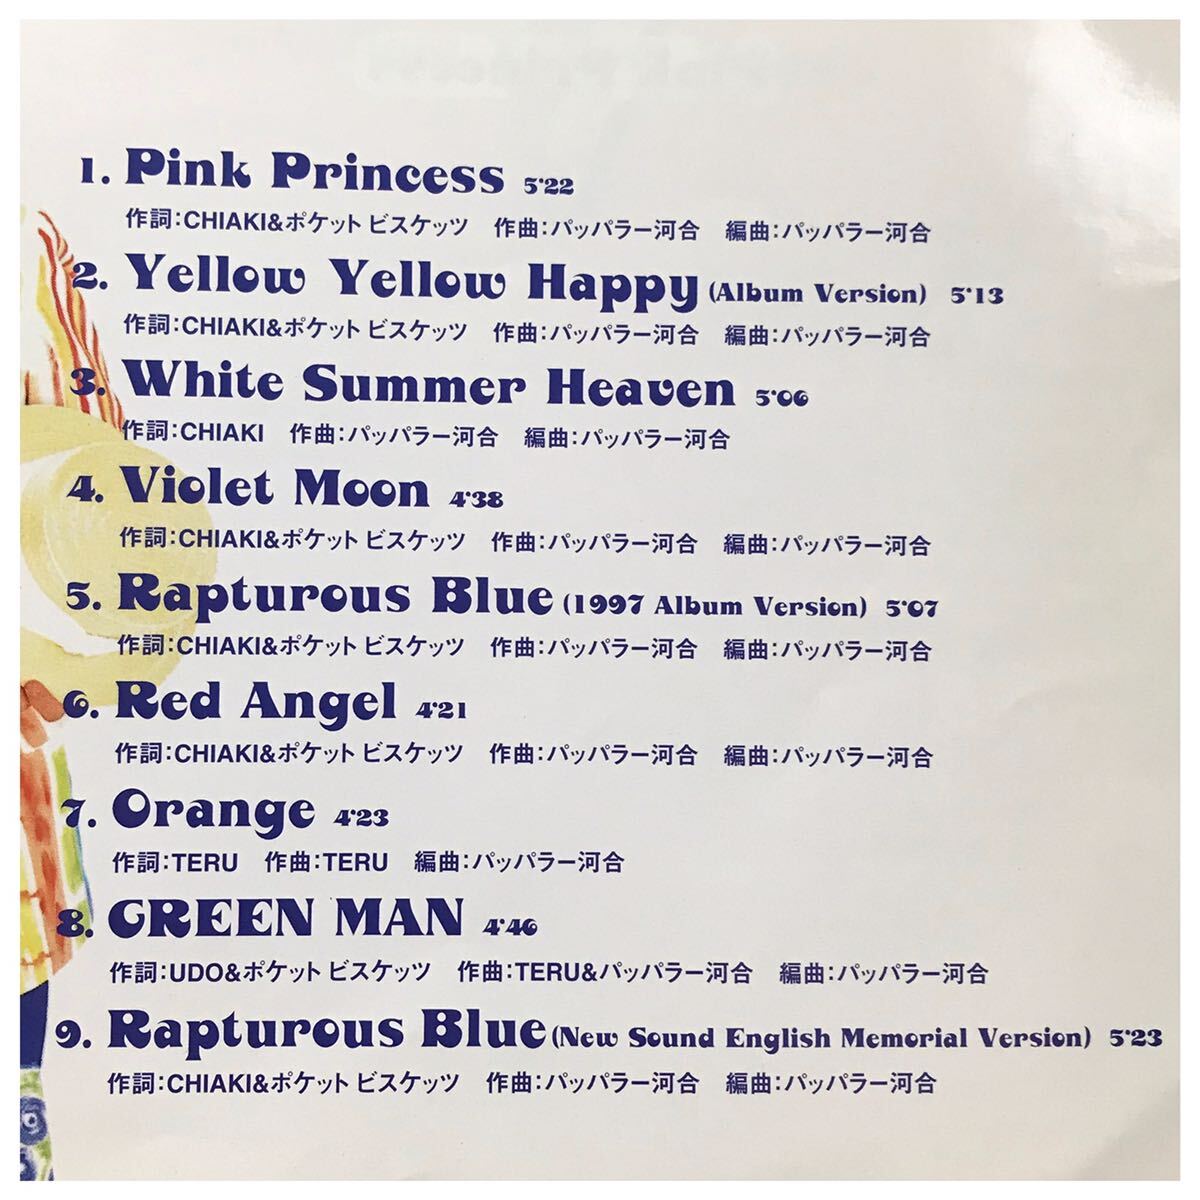 1. Pink Princess 5'22
作詞:CHIAKI&ポケット ビスケッツ 作曲:パッパラー河合 編曲:パッパラー河合
2. Yellow Yellow Happy (Album Version) 5'13
作詞:CHIAKI&ポケット ビスケッツ 作曲:パッパラー河合 編曲:パッパラー河合
3. White Summer Heaven 5'06
作詞:CHIAKI 作曲:パッパラー河合 編曲:パッパラー河合
4. Violet Moon 4'38
作詞:CHIAKI&ポケット ビスケッツ 作曲:パッパラー河合 編曲:パッパラー河合
5. Rapturous Blue (1997 Album Version) 5'07
作詞:CHIAKI&ポケット ビスケッツ 作曲:パッパラー河合 編曲:パッパラー河合
6. Red Angel 4'21
作詞:CHIAKI&ポケット ビスケッツ 作曲:パッパラー河合 編曲:パッパラー河合
7. Orange 4'23
作詞:TERU 作曲:TERU 編曲:パッパラー河合
8. GREEN MAN 4'46
作詞:UDO&ポケット ビスケッツ 作曲:TERU&パッパラー河合 編曲:パッパラー河合
9. Rapturous Blue (New Sound English Memorial Version) 5'23
作詞:CHIAKI&ポケット ビスケッツ 作曲:パッパラー河合 編曲:パッパラー河合